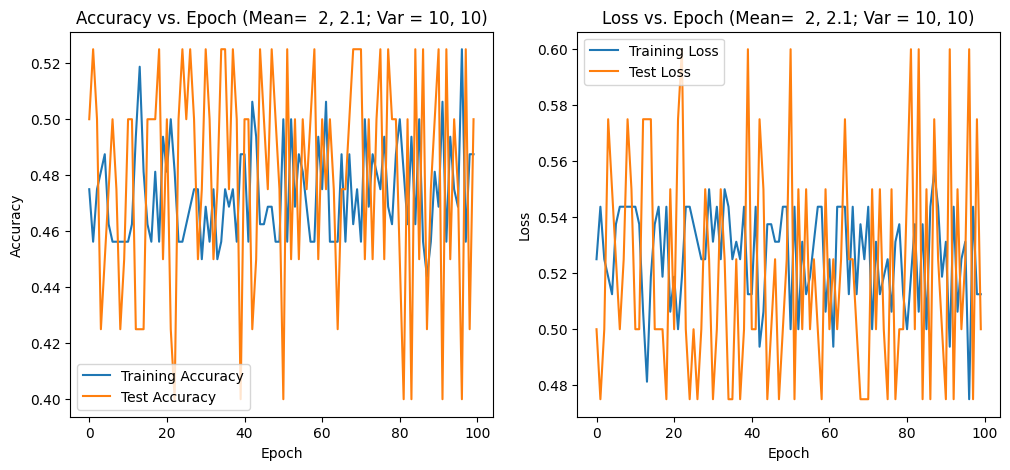 Accuracy vs. Epoch (Mean=  2, 2.1; Var = 10, 10)
Accuracy
0.52
0.50
0.48
0.46
0.44
0.42
0.40
Training Accuracy
Test Accuracy
0 20 40 60 80 100
Epoch
Loss vs. Epoch (Mean=  2, 2.1; Var = 10, 10)
Training Loss
Test Loss
Loss
0.60
0.58
0.56
0.54
0.52
0.50
0.48
0 20 40 60 80 100
Epoch